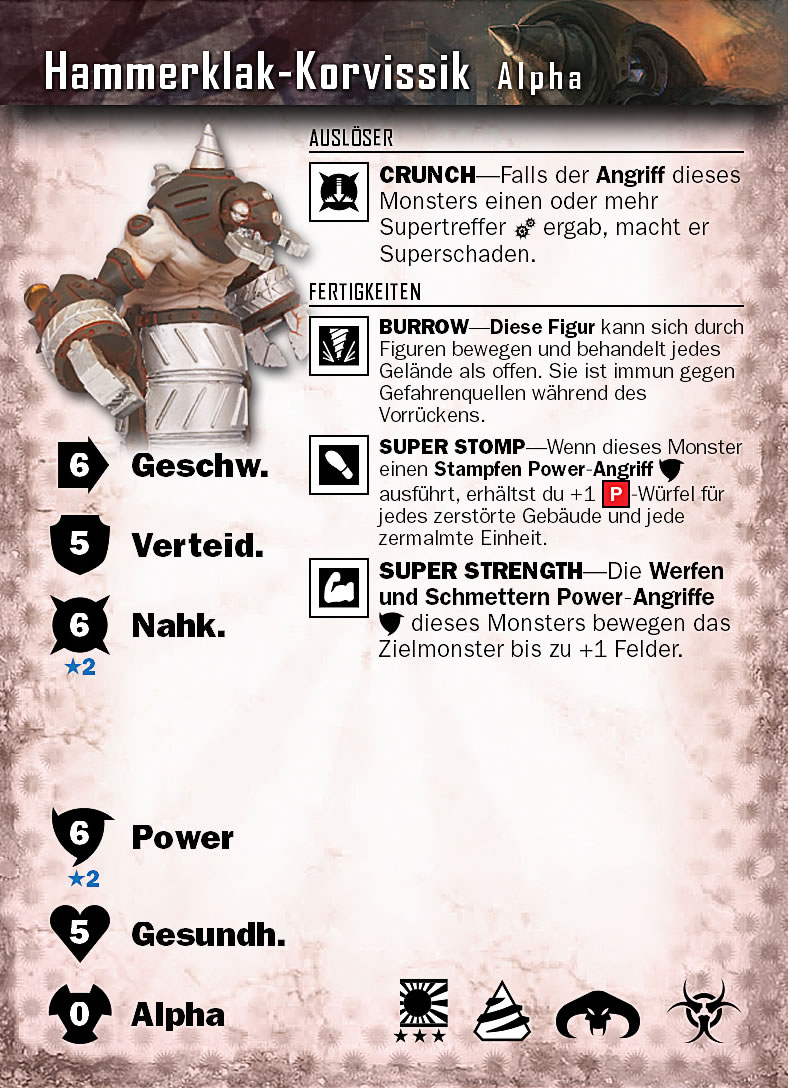 Hammerklak-Korvissik Alpha
AUSLÖSER
CRUNCH—Falls der Angriff dieses
Monsters einen oder mehr
Supertreffer ergab, macht er
Superschaden.
FERTIGKEITEN
BURROW—Diese Figur kann sich durch
Figuren bewegen und behandelt jedes
Gelände als offen. Sie ist immun gegen
Gefahrenquellen während des
Vorrückens.
SUPER STOMP—Wenn dieses Monster
einen Stampfen Power-Angriff
ausführt, erhältst du +1 P-Würfel für
jedes zerstörte Gebäude und jede
zermalmte Einheit.
SUPER STRENGTH—Die Werfen
und Schmettern Power-Angriffe
dieses Monsters bewegen das
Zielmonster bis zu +1 Felder.
6 Geschw.
5 Verteid.
6 Nahk.
★2
6 Power
★2
5 Gesundh.
0 Alpha
★★★